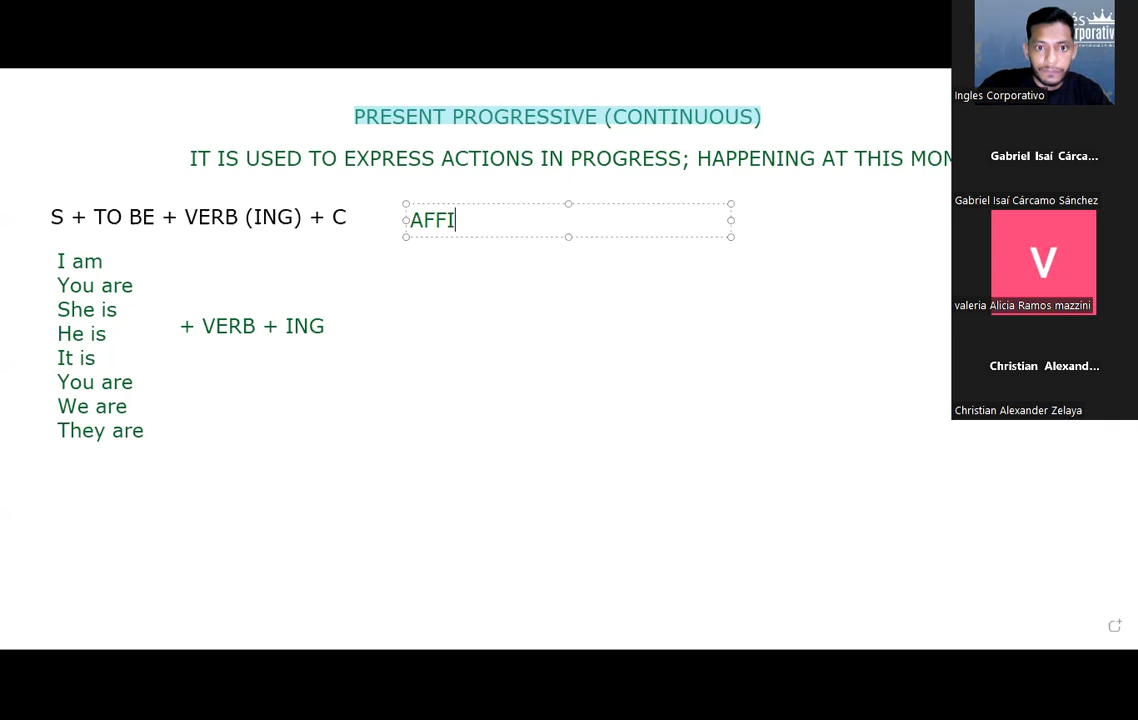 PRESENT PROGRESSIVE (CONTINUOUS)
IT IS USED TO EXPRESS ACTIONS IN PROGRESS; HAPPENING AT THIS MOM
S + TO BE + VERB (ING) + C
AFFI
I am
You are
She is
He is
+ VERB + ING
It is
You are
We are
They are
Ingles Corporativo
Gabriel Isaí Cárca...
Gabriel Isaí Cárcamo Sánchez
V
valeria Alicia Ramos mazzini
Christian Alexand...
Christian Alexander Zelaya